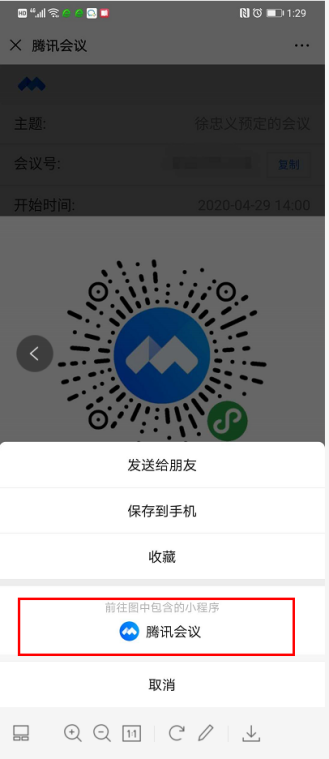 1:29
腾讯会议
主题: 徐忠义预定的会议
会议号: 复制
开始时间: 2020-04-29 14:00
发送给朋友
保存到手机
收藏
前往图中包含的小程序
腾讯会议
取消
1:1